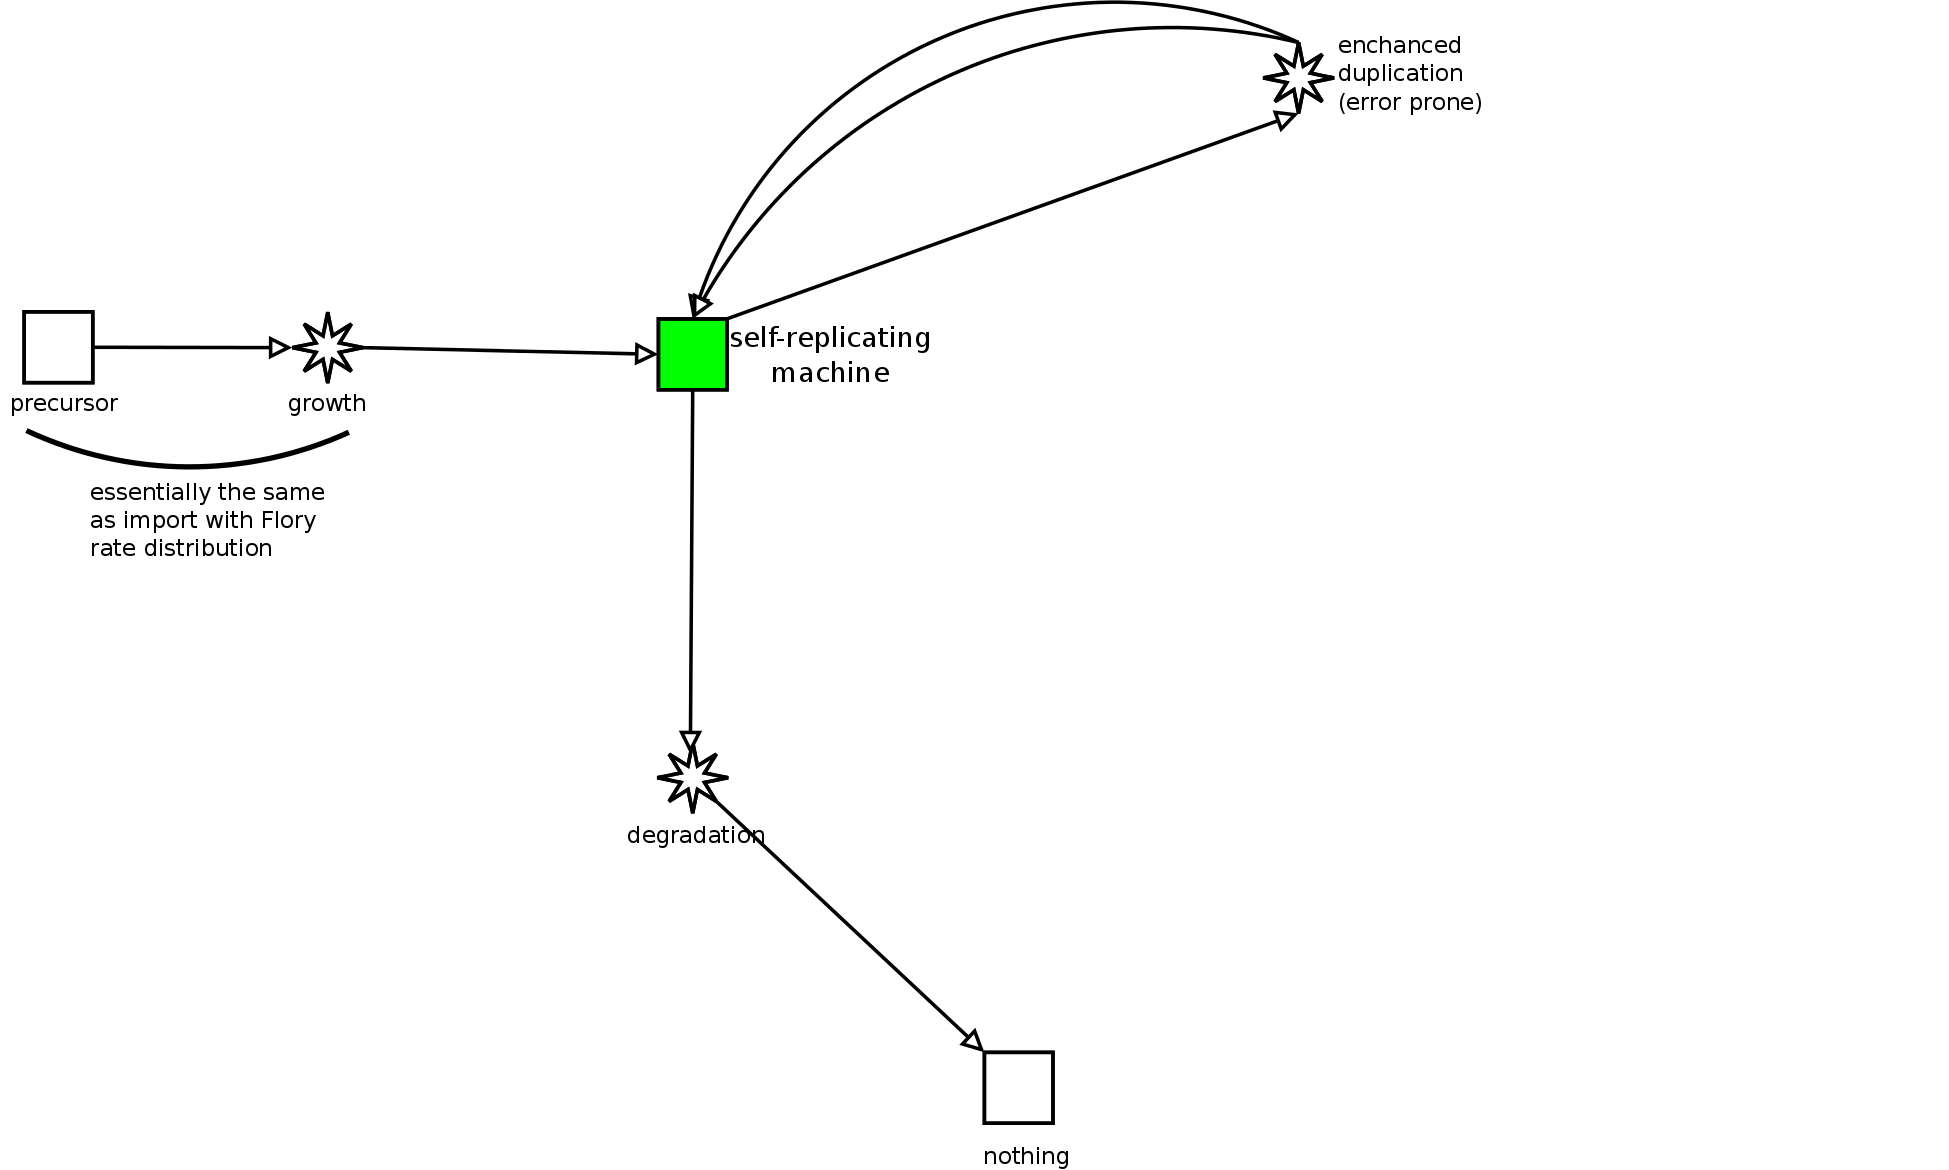 enchanced
duplication
(error prone)
self-replicating
machine
precursor
growth
essentially the same
as import with Flory
rate distribution
degradation
nothing